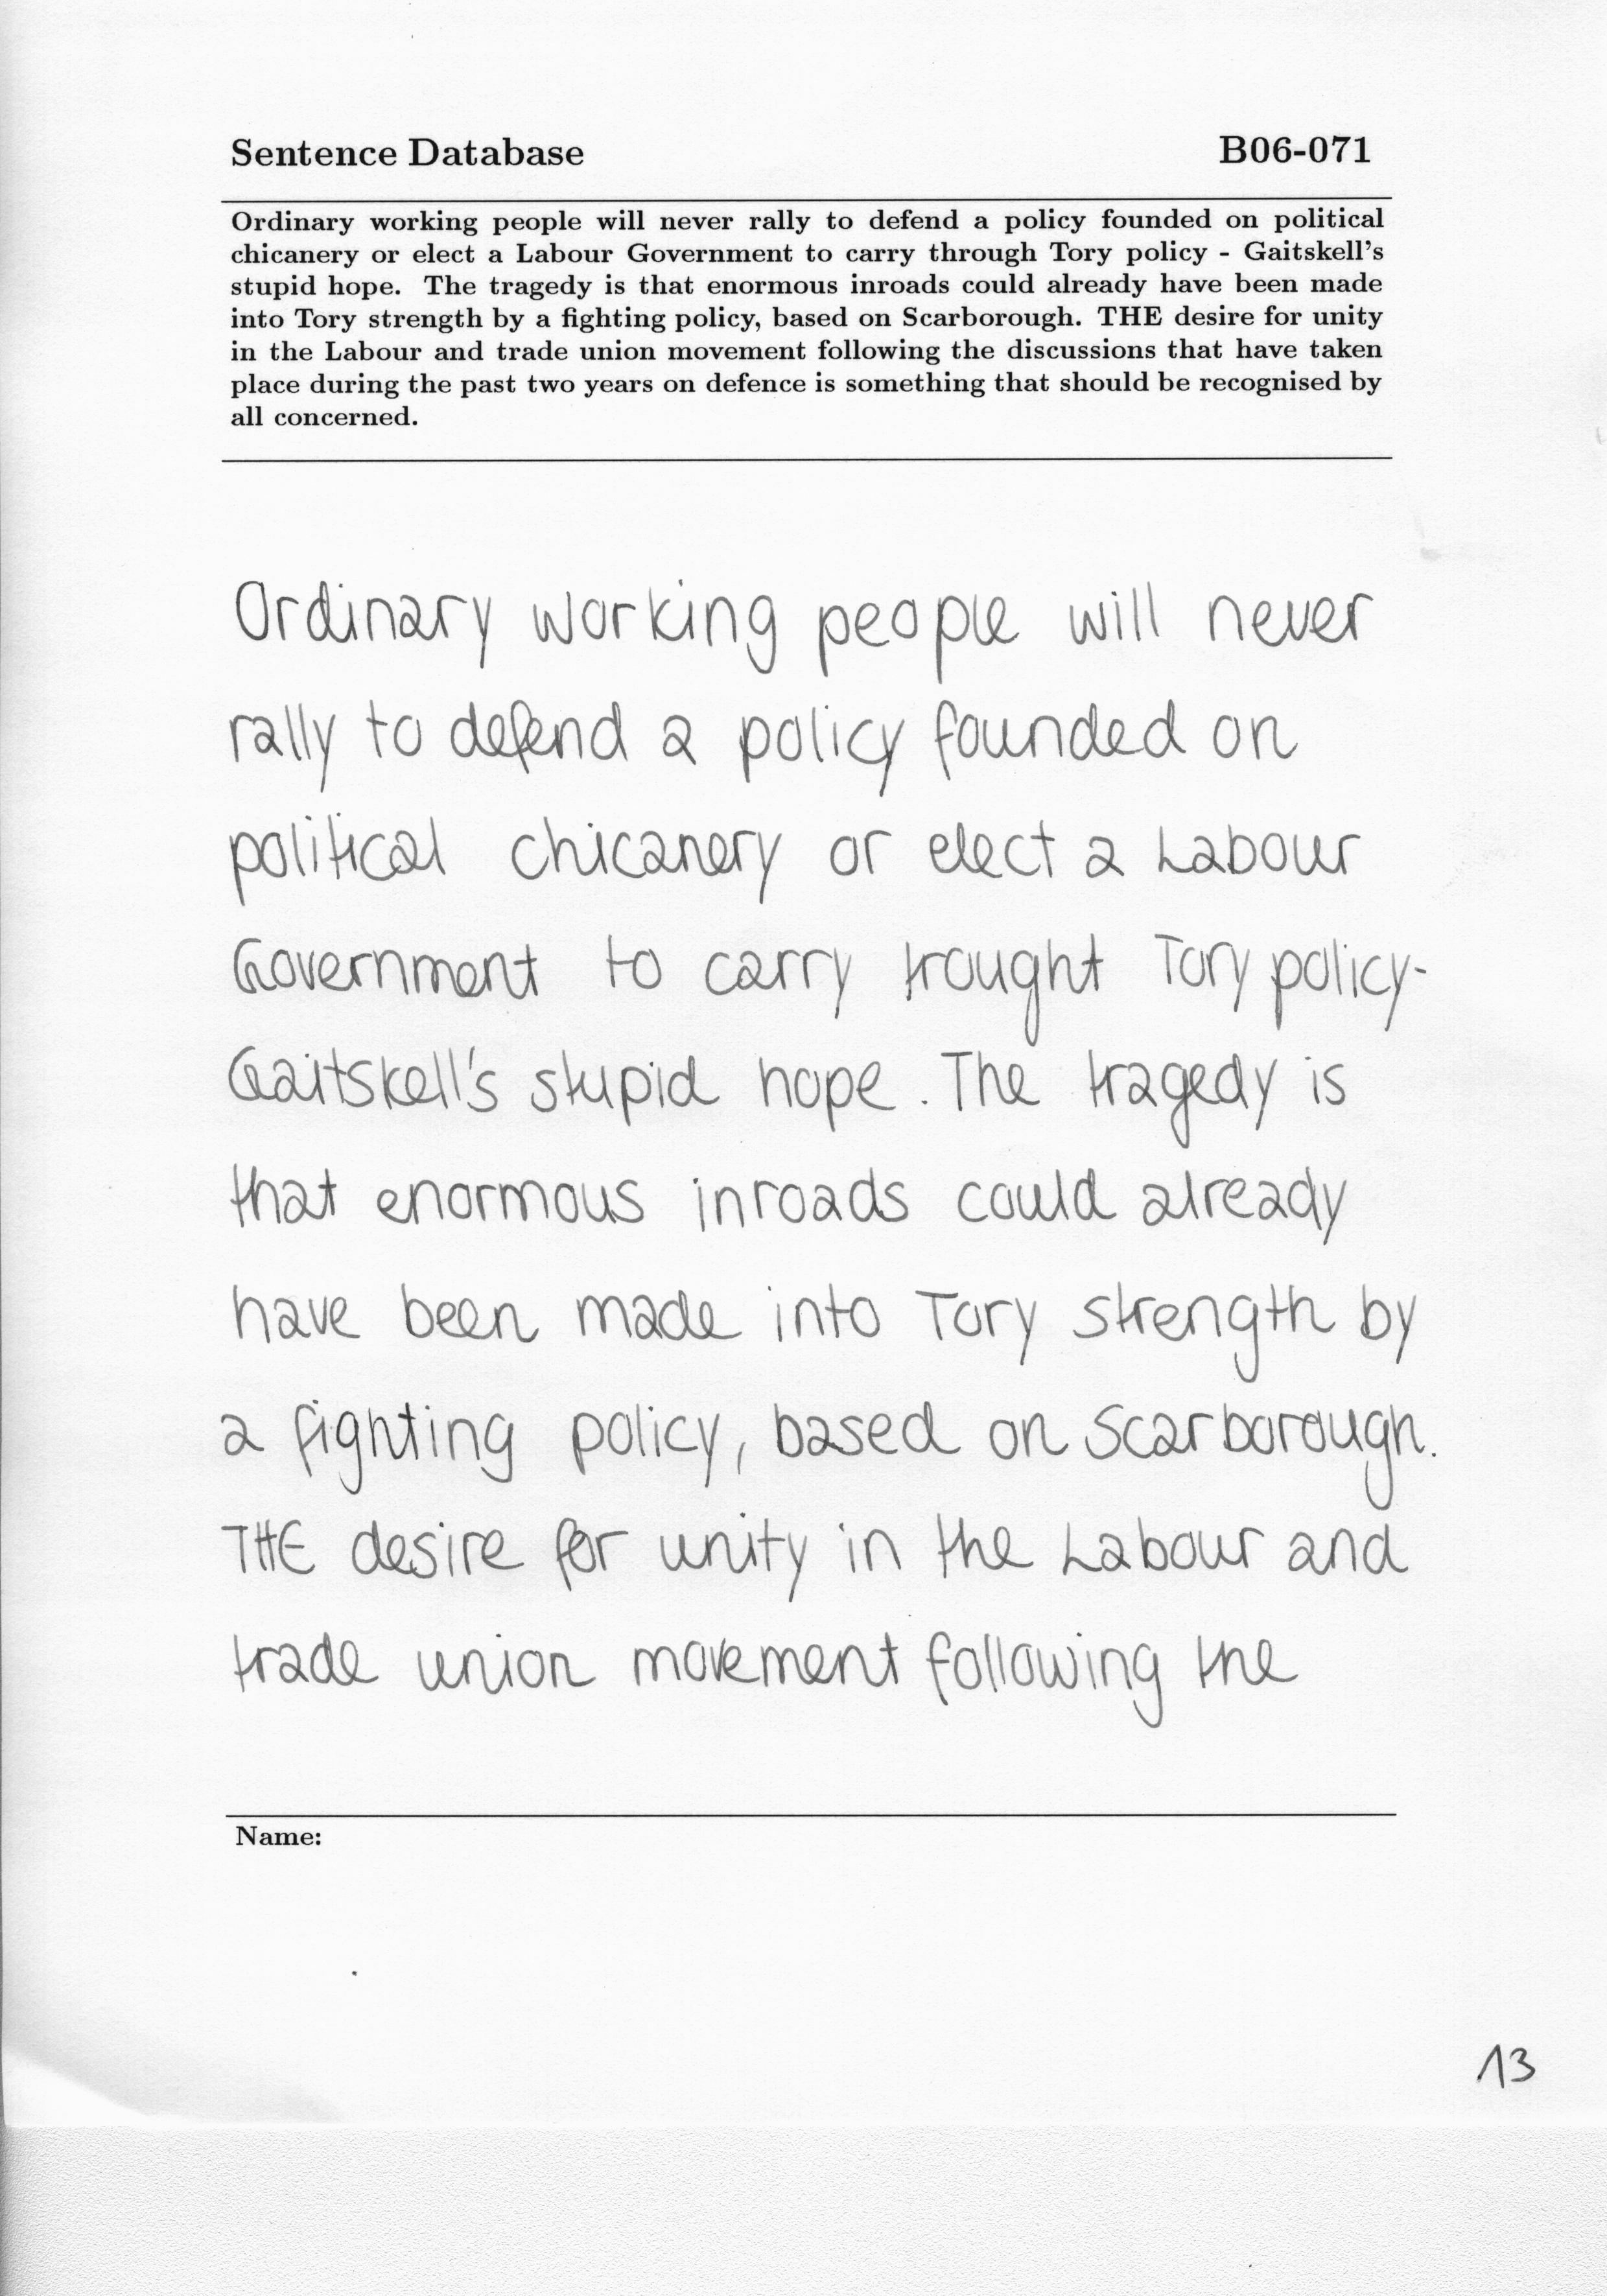 Sentence Database B06-071
Ordinary working people will never rally to defend a policy founded on political
chicanery or elect a Labour Government to carry through Tory policy - Gaitskell's
stupid hope. The tragedy is that enormous inroads could already have been made
into Tory strength by a fighting policy, based on Scarborough. THE desire for unity
in the Labour and trade union movement following the discussions that have taken
place during the past two years on defence is something that should be recognised by
all concerned.
Ordinary working people will never
rally to defend a policy founded on
political chicanery or elect a Labour
Government to carry trought Tory policy-
Gaitskell's stupid hope. The tragedy is
that enormous inroads could already
have been made into Tory strength by
a fighting policy, based on Scarborough.
THE desire for unity in the Labour and
trade union movement following the
Name:
13